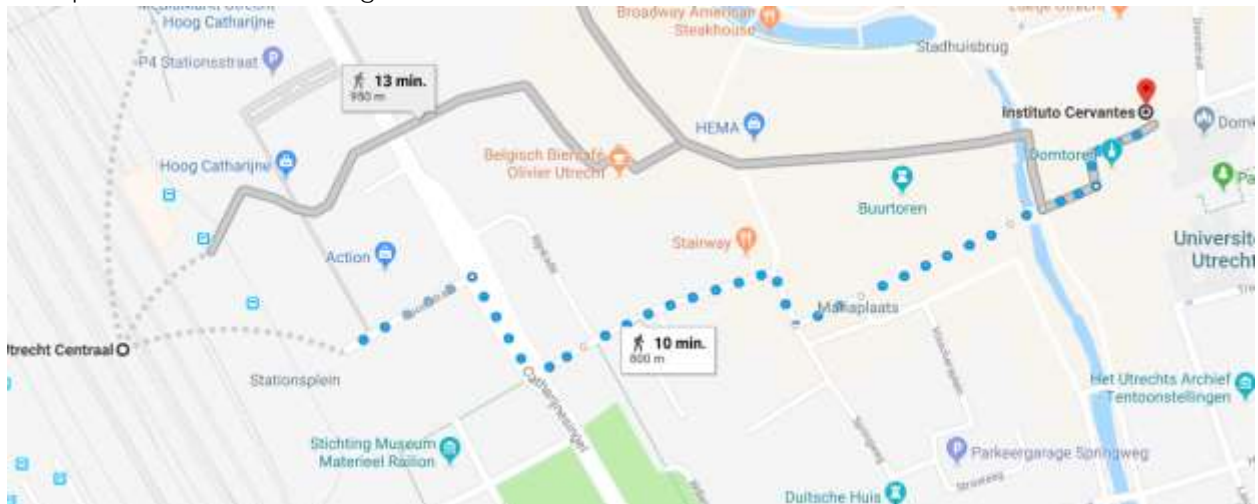 Hoog Catharijne
P4 Stationsstraat
13 min.
950 m
Broadway American
Steakhouse
Stadhuisbrug
Instituto Cervantes
HEMA
Hoog Catharijne
Belgisch Biercafé
Olivier Utrecht
Domtoren
Buurtoren
Universite
Utrecht
Action
Stairway
Mariaplaats
10 min.
800 m
Utrecht Centraal
Stationsplein
Catharijnesingel
Het Utrechts Archief
Tentoonstellingen
Stichting Museum
Materieel Railion
Springweg
Parkeergarage Springweg
Duitsche Huis